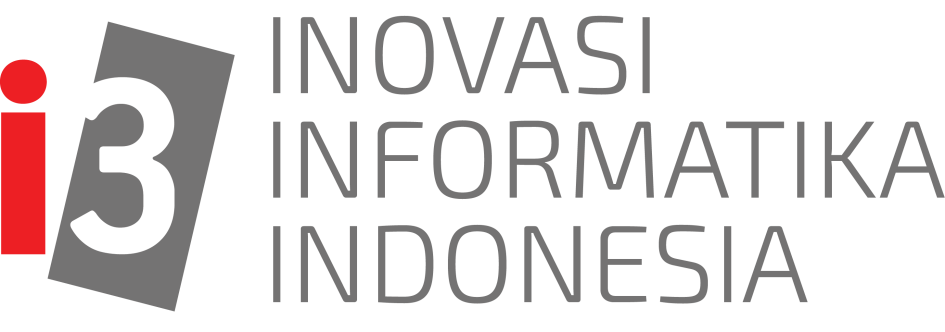 i3
INOVASI
INFORMATIKA
INDONESIA